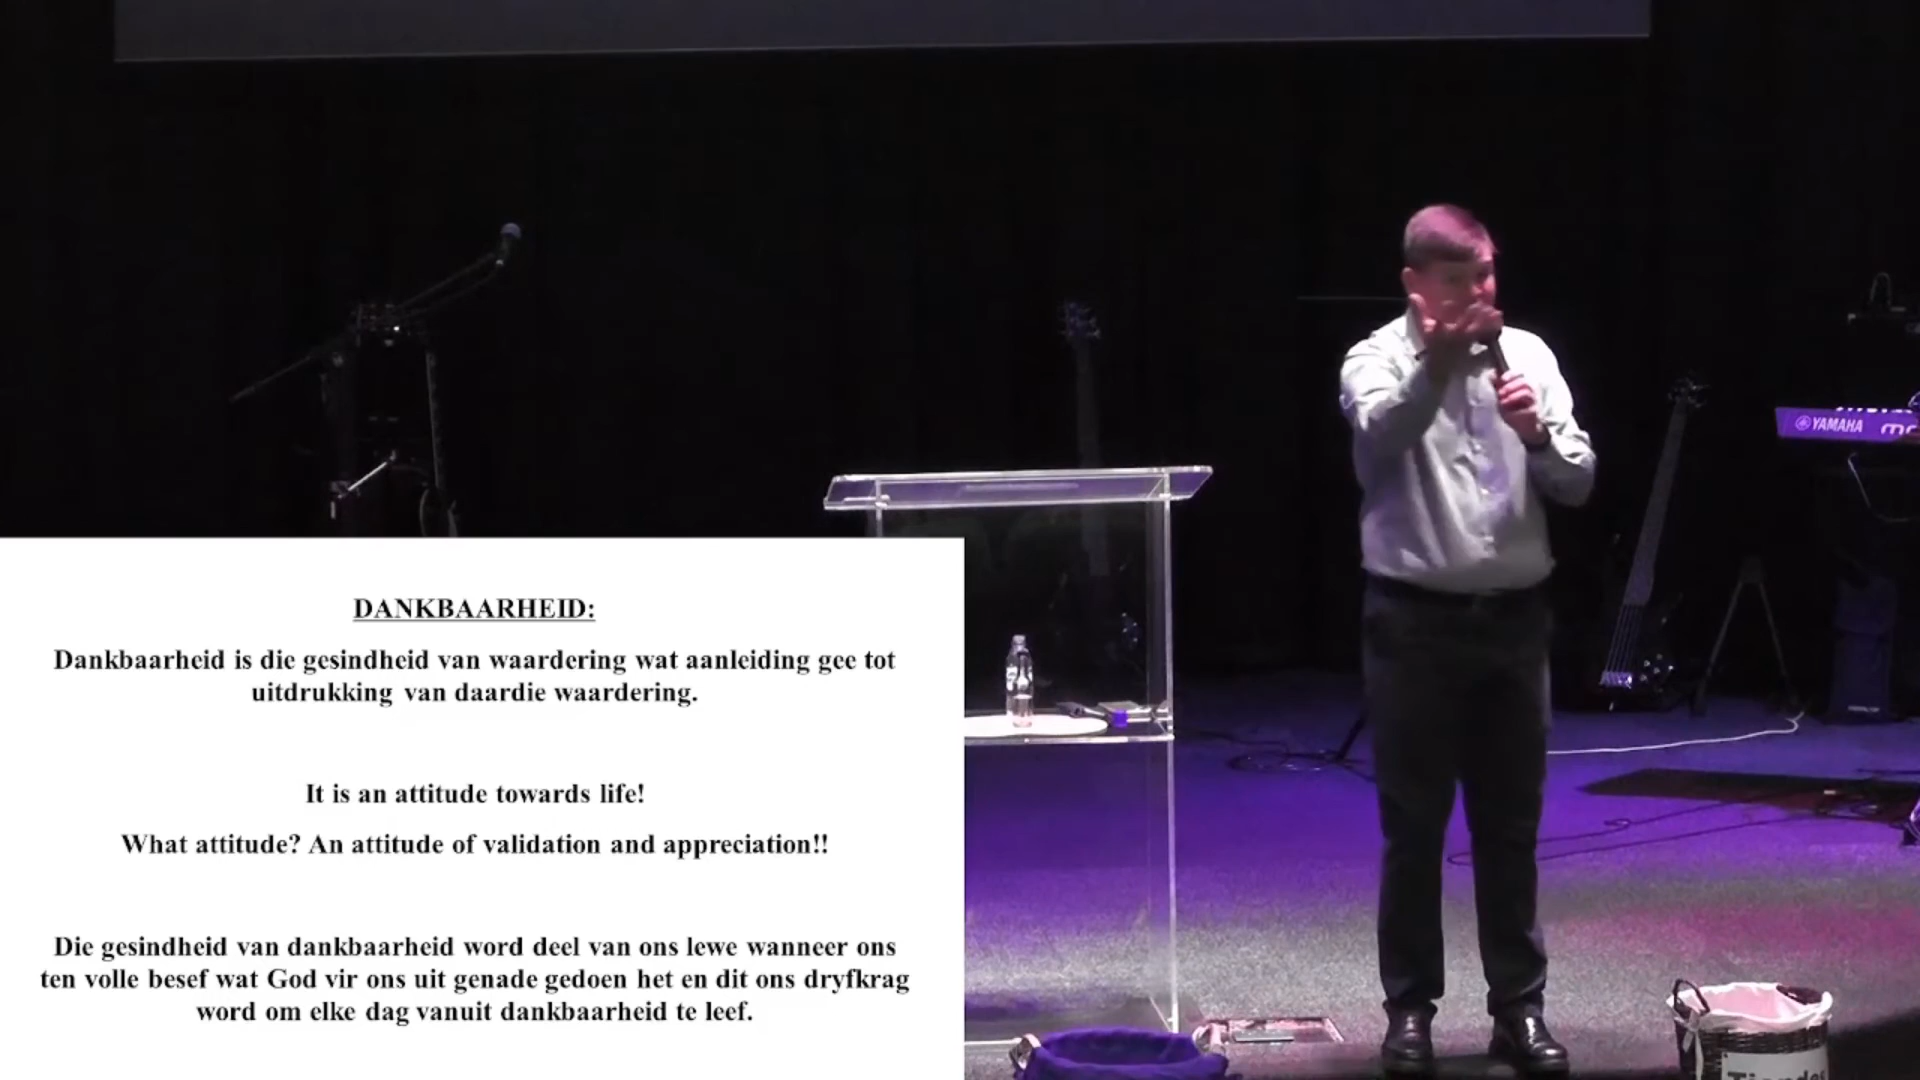 YAMAHA
DANKBAARHEID:
Dankbaarheid is die gesindheid van waardering wat aanleiding gee tot
uitdrukking van daardie waardering.
It is an attitude towards life!
What attitude? An attitude of validation and appreciation!!
Die gesindheid van dankbaarheid word deel van ons lewe wanneer ons
ten volle besef wat God vir ons uit genade gedoen het en dit ons dryfkrag
word om elke dag vanuit dankbaarheid te leef.